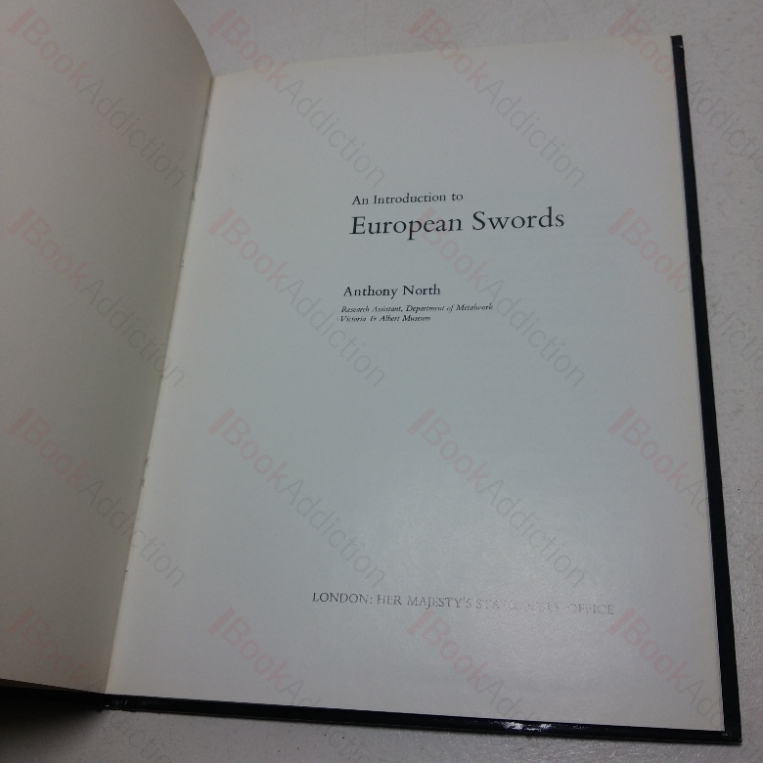 An Introduction to
European Swords
Anthony North
Research Assistant, Department of Metalwork
Victoria & Albert Museum
LONDON: HER MAJESTY'S STATIONERY OFFICE
BookAddiction